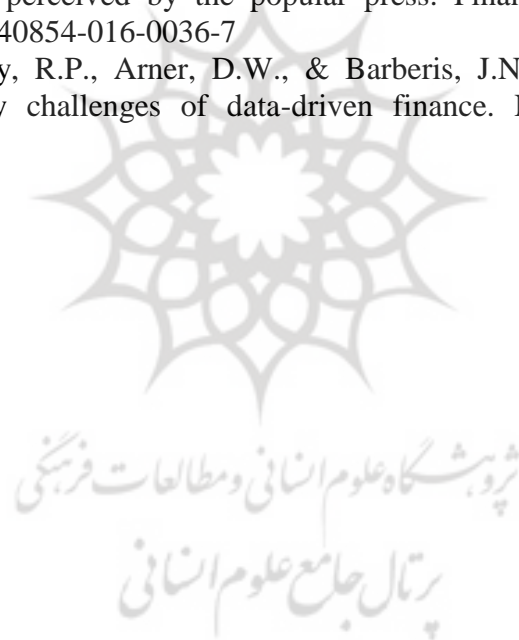 perceived by the popular press. Finan
40854-016-0036-7
y, R.P., Arner, D.W., & Barberis, J.N
y challenges of data-driven finance. I
پژوهشگاه علوم انسانی و مطالعات فرهنگی
پرتال جامع علوم انسانی